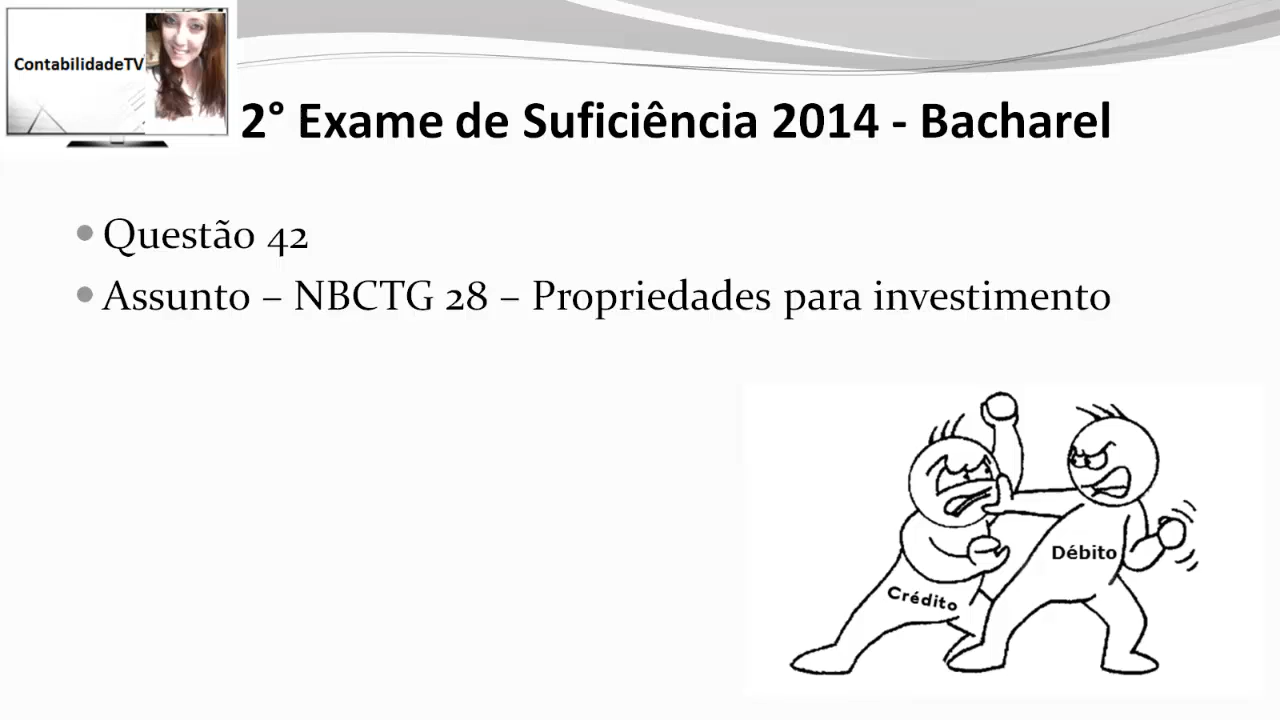 ContabilidadeTV
2° Exame de Suficiência 2014 - Bacharel
• Questão 42
• Assunto – NBCTG 28 – Propriedades para investimento
Débito
Crédito